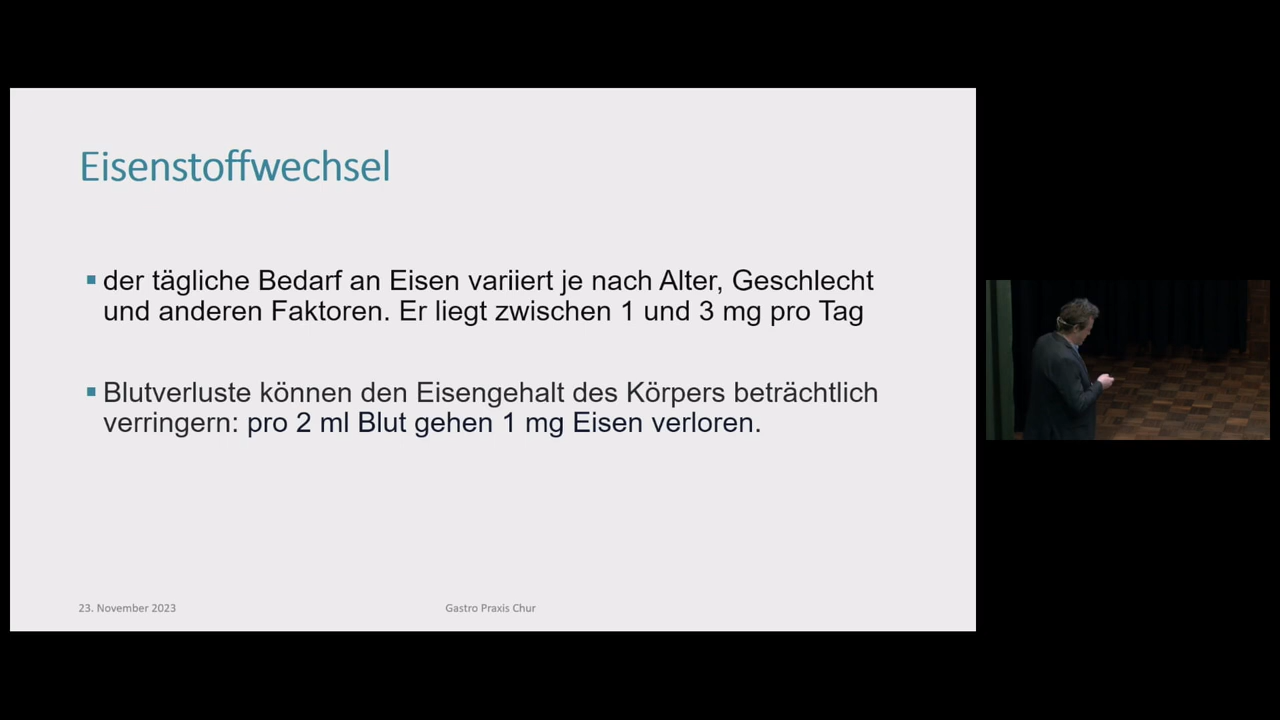 Eisenstoffwechsel
der tägliche Bedarf an Eisen variiert je nach Alter, Geschlecht
und anderen Faktoren. Er liegt zwischen 1 und 3 mg pro Tag
Blutverluste können den Eisengehalt des Körpers beträchtlich
verringern: pro 2 ml Blut gehen 1 mg Eisen verloren.
23. November 2023
Gastro Praxis Chur